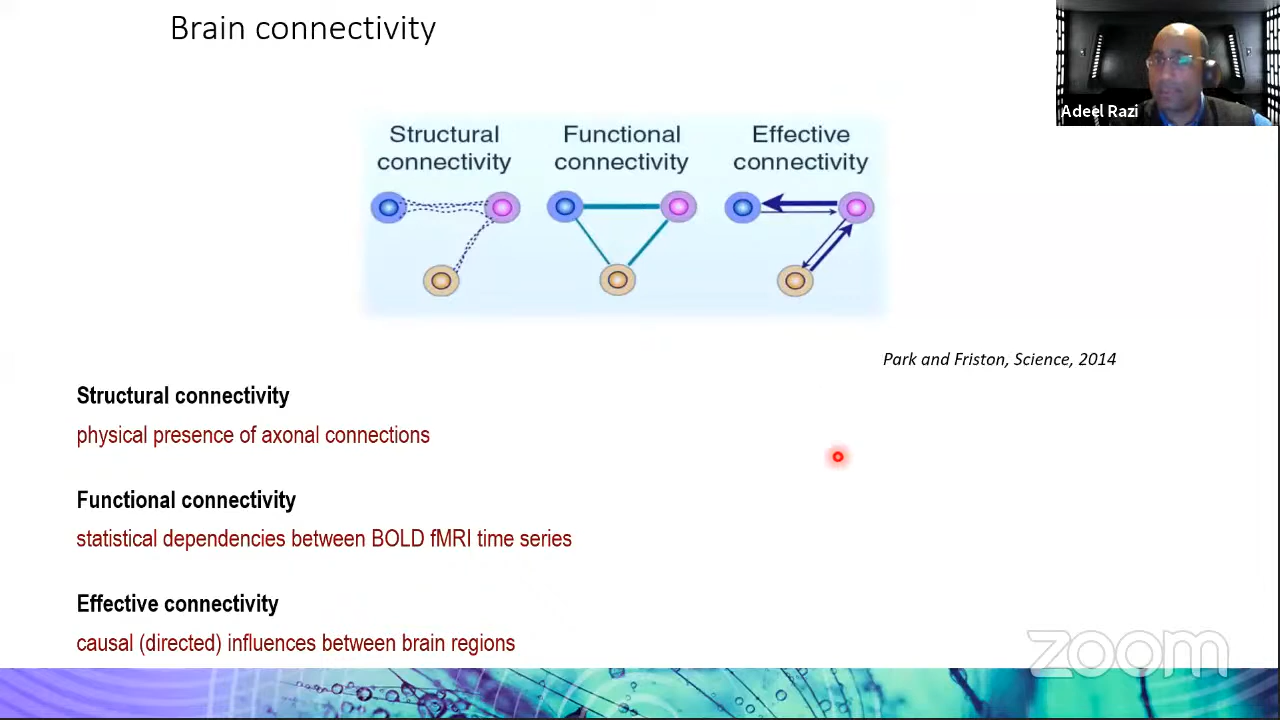 Brain connectivity
Adeel Razi
Structural connectivity
Functional connectivity
Effective connectivity
Park and Friston, Science, 2014
Structural connectivity
physical presence of axonal connections
Functional connectivity
statistical dependencies between BOLD fMRI time series
Effective connectivity
causal (directed) influences between brain regions
zoom